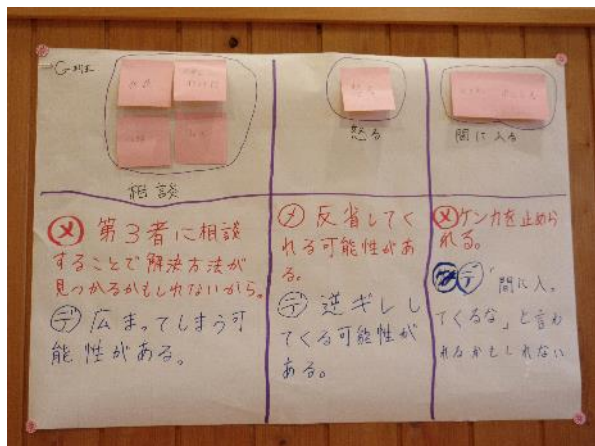 G班
相談
怒る
間に入る
メ 第3者に相談
することで解決方法が
見つかるかもしれないから。
デ 広まってしまう可
能性がある。
メ 反省してく
れる可能性があ
る。
デ 逆ギレし
てくる可能性が
ある。
メ ケンカを止めら
れる。
デ 「間に入っ
てくるな」と言わ
れるかもしれない